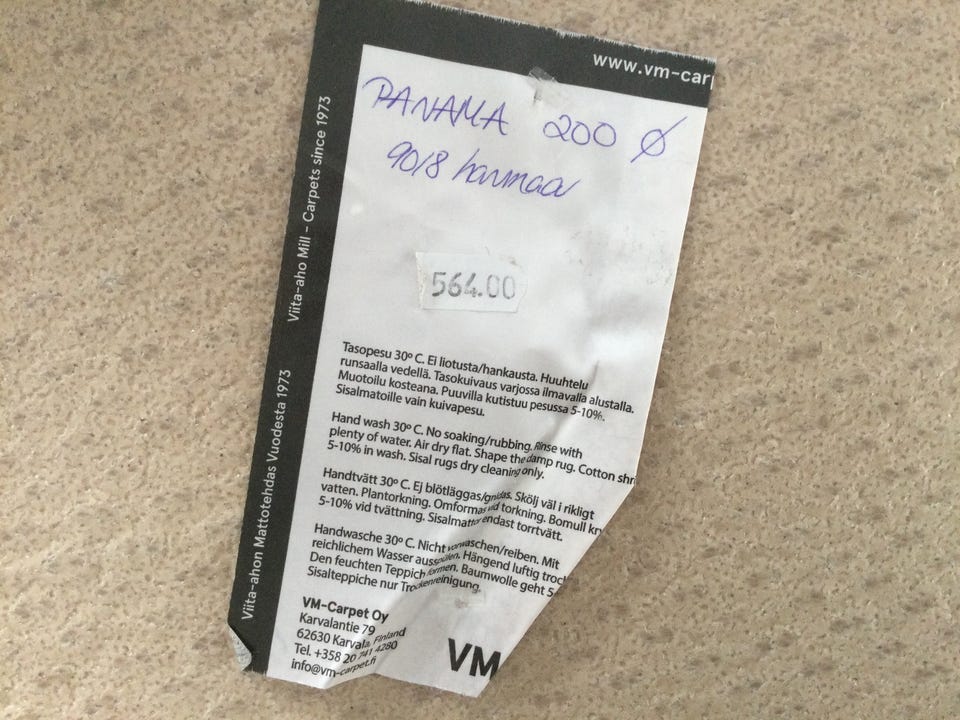 www.vm-car
PANAMA 200 Ø
9018 harmaa
564.00
Tasopesu 30º C. Ei liotusta/hankausta. Huuhtelu
runsaalla vedellä. Tasokuivaus varjossa ilmavalla alustalla.
Muotoilu kosteana. Puuvilla kutistuu pesussa 5-10%.
Sisalmatoille vain kuivapesu.
Hand wash 30º C. No soaking/rubbing. Rinse with
plenty of water. Air dry flat. Shape the damp rug. Cotton shri
5-10% in wash. Sisal rugs dry cleaning only.
Handtvätt 30º C. Ej blötläggas/gnidas. Skölj väl i rikligt
vatten. Plantorkning. Omformas vid torkning. Bomull kr
5-10% vid tvättning. Sisalmattor endast torrtvätt.
Handwasche 30º C. Nicht vorwaschen/reiben. Mit
reichlichem Wasser ausspülen. Hängend luftig troc
Den feuchten Teppich formen. Baumwolle geht 5
Sisalteppiche nur Trockenreinigung.
VM-Carpet Oy
Karvalantie 79
62630 Karvala, Finland
Tel. +358 20 741 4280
info@vm-carpet.fi
VM
Viita-ahon Mattotehdas Vuodesta 1973
Viita-aho Mill – Carpets since 1973